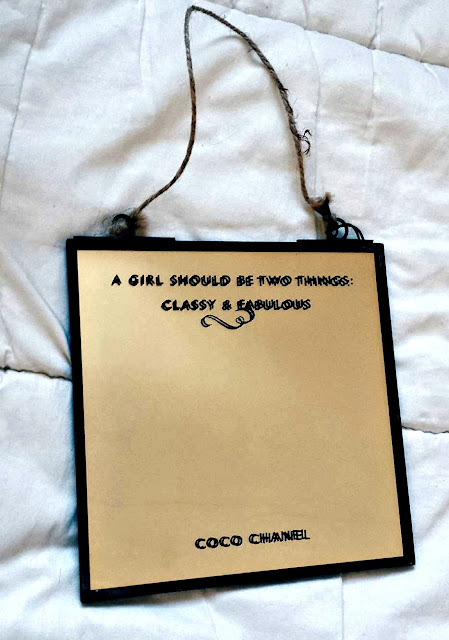 A GIRL SHOULD BE TWO THINGS:
CLASSY & FABULOUS
COCO CHANEL